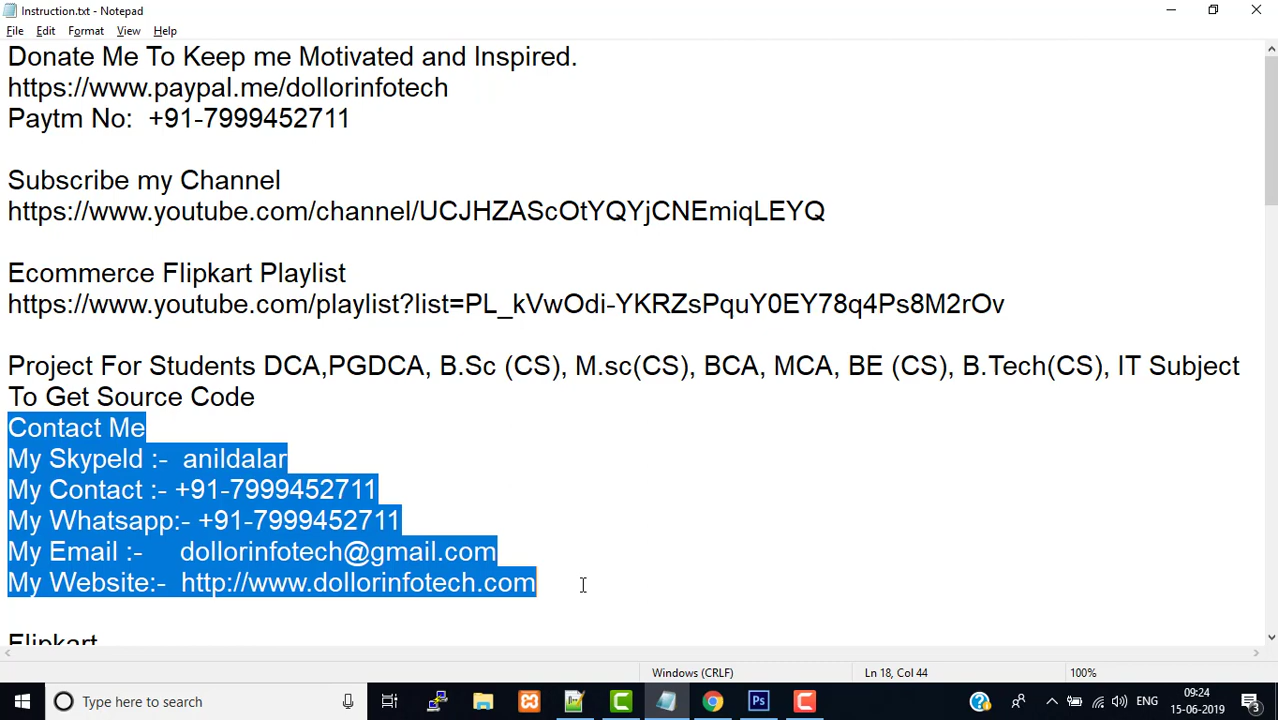 Instruction.txt - Notepad
File Edit Format View Help
Donate Me To Keep me Motivated and Inspired.
https://www.paypal.me/dollorinfotech
Paytm No:  +91-7999452711
Subscribe my Channel
https://www.youtube.com/channel/UCJHZAScOtYQYjCNEmiqLEYQ
Ecommerce Flipkart Playlist
https://www.youtube.com/playlist?list=PL_kVwOdi-YKRZsPquY0EY78q4Ps8M2rOv
Project For Students DCA,PGDCA, B.Sc (CS), M.sc(CS), BCA, MCA, BE (CS), B.Tech(CS), IT Subject
To Get Source Code
Contact Me
My SkypeId :-  anildalar
My Contact :- +91-7999452711
My Whatsapp:- +91-7999452711
My Email :-     dollorinfotech@gmail.com
My Website:-  http://www.dollorinfotech.com
Flipkart
Windows (CRLF) Ln 18, Col 44 100%
Type here to search ENG 09:24
15-06-2019 3